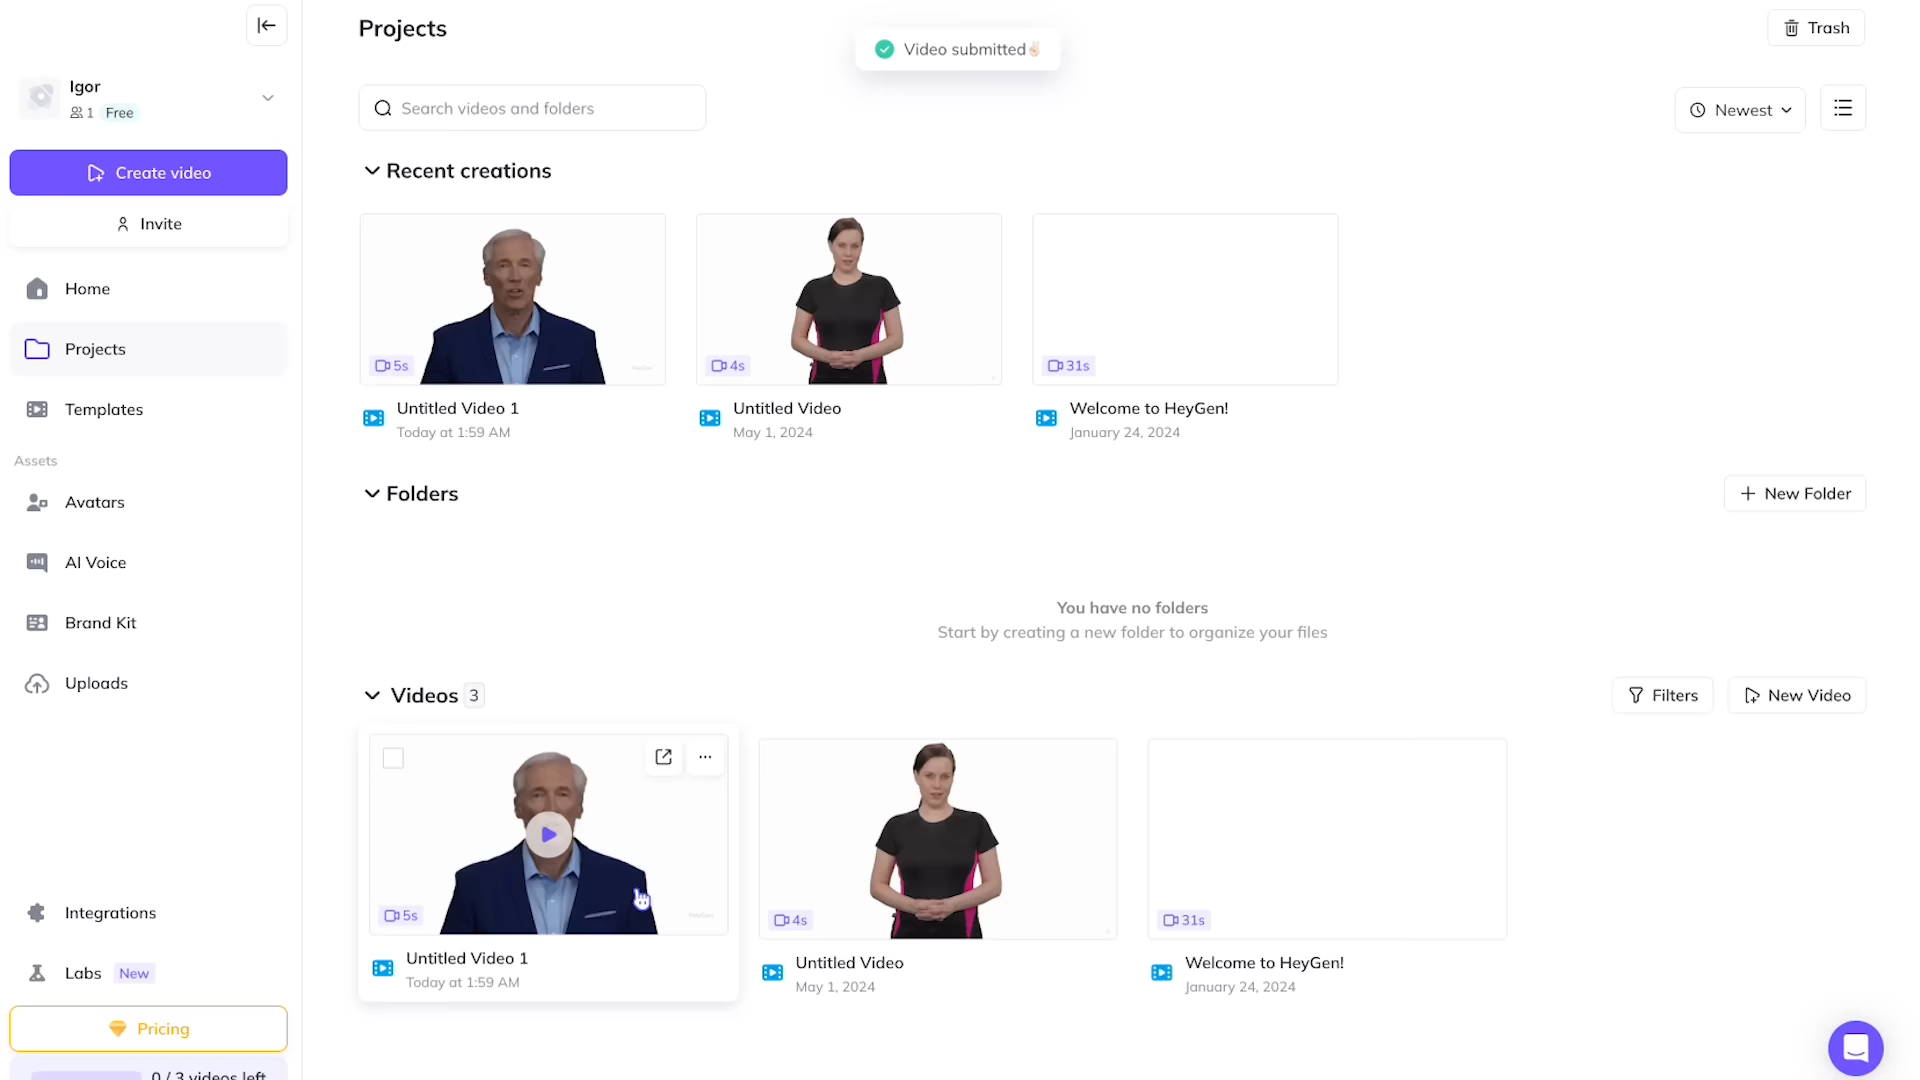 Projects
Video submitted✌🏻
Trash
Igor
1 Free
Search videos and folders
Newest
Create video
Recent creations
Invite
Home
Projects
Templates
5s
4s
31s
Untitled Video 1
Today at 1:59 AM
Untitled Video
May 1, 2024
Welcome to HeyGen!
January 24, 2024
Assets
Avatars
AI Voice
Brand Kit
Uploads
Folders
New Folder
You have no folders
Start by creating a new folder to organize your files
Videos 3
Filters
New Video
HeyGen
5s
4s
31s
Untitled Video 1
Today at 1:59 AM
Untitled Video
May 1, 2024
Welcome to HeyGen!
January 24, 2024
Integrations
Labs New
Pricing
0 / 3 videos left